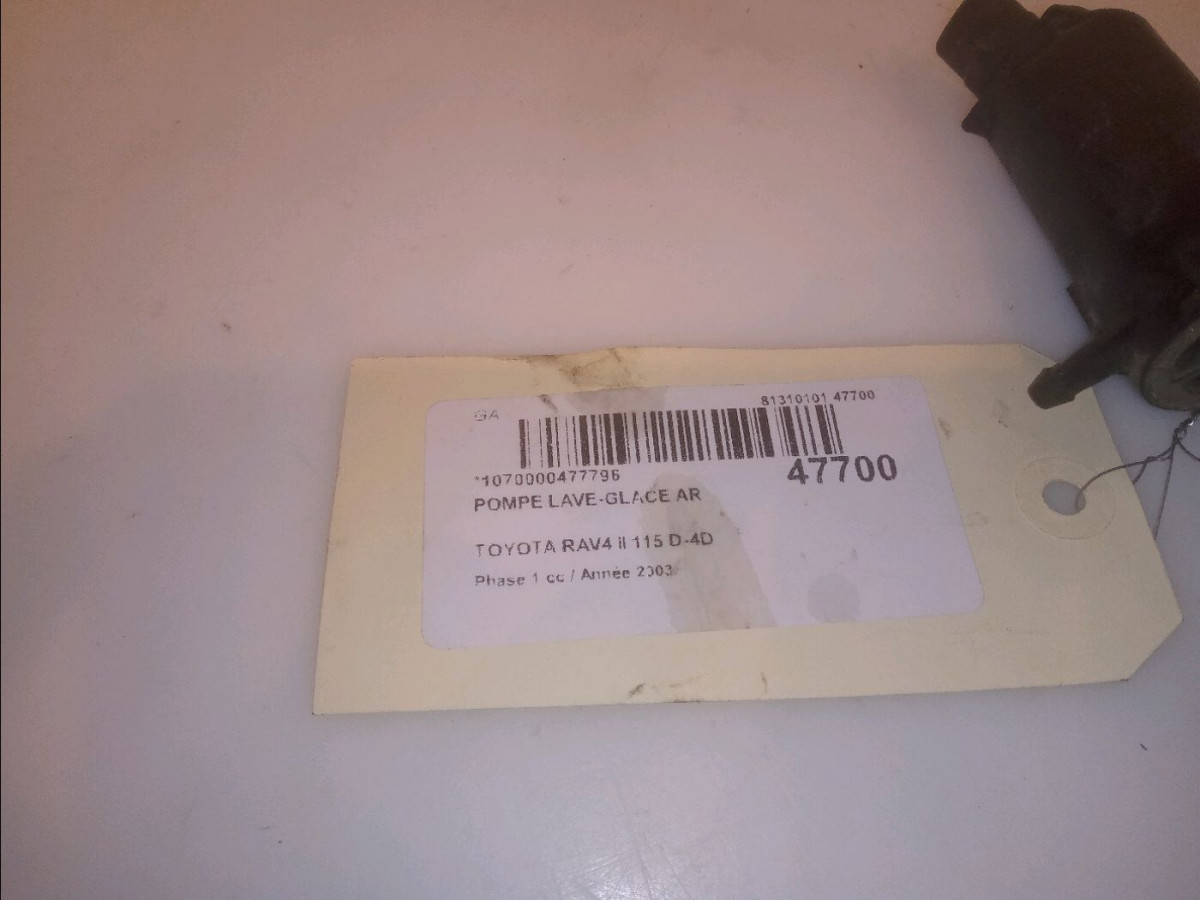 GA
81310101 47700
*1070000477796
47700
POMPE LAVE-GLACE AR
TOYOTA RAV4 II 115 D-4D
Phase 1 cc / Année 2003